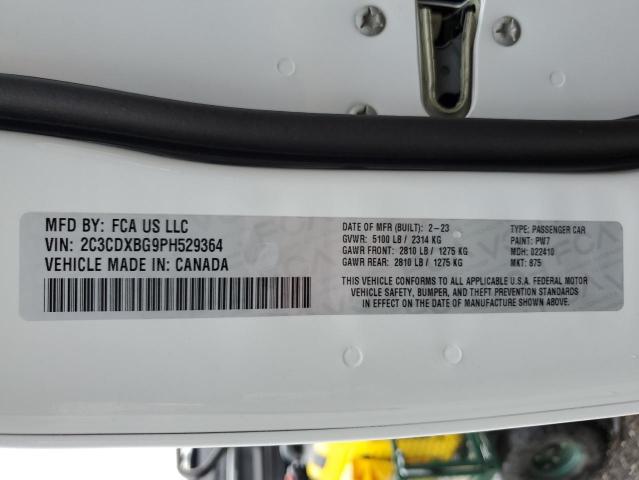 MFD BY: FCA US LLC
VIN: 2C3CDXBG9PH529364
VEHICLE MADE IN: CANADA
DATE OF MFR (BUILT): 2-23
GVWR: 5100 LB / 2314 KG
GAWR FRONT: 2810 LB / 1275 KG
GAWR REAR: 2810 LB / 1275 KG
TYPE: PASSENGER CAR
PAINT: PW7
MDH: 022410
MKT: 875
THIS VEHICLE CONFORMS TO ALL APPLICABLE U.S.A. FEDERAL MOTOR
VEHICLE SAFETY, BUMPER, AND THEFT PREVENTION STANDARDS
IN EFFECT ON THE DATE OF MANUFACTURE SHOWN ABOVE.